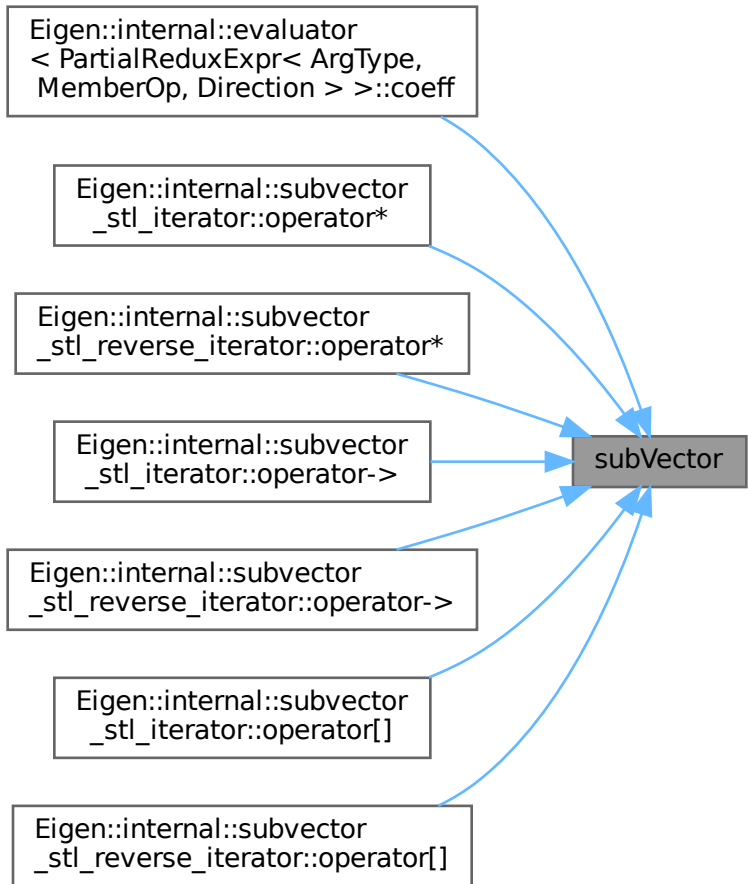 Eigen::internal::evaluator
< PartialReduxExpr< ArgType,
MemberOp, Direction > >::coeff
Eigen::internal::subvector
_stl_iterator::operator*
Eigen::internal::subvector
_stl_reverse_iterator::operator*
Eigen::internal::subvector
_stl_iterator::operator->
subVector
Eigen::internal::subvector
_stl_reverse_iterator::operator->
Eigen::internal::subvector
_stl_iterator::operator[]
Eigen::internal::subvector
_stl_reverse_iterator::operator[]